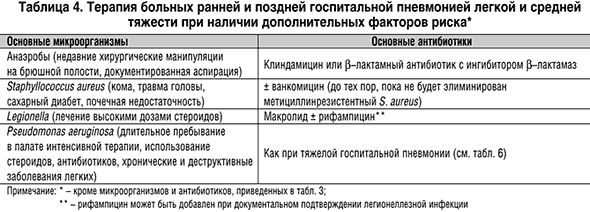 Таблица 4. Терапия больных ранней и поздней госпитальной пневмонией легкой и средней
тяжести при наличии дополнительных факторов риска*
Основные микроорганизмы
Основные антибиотики
Анаэробы (недавние хирургические манипуляции
на брюшной полости, документированная аспирация)
Клиндамицин или β–лактамный антибиотик с ингибитором β–лактамаз
Staphyllococcus aureus (кома, травма головы,
сахарный диабет, почечная недостаточность)
± ванкомицин (до тех пор, пока не будет элиминирован
метициллинрезистентный S. aureus)
Legionella (лечение высокими дозами стероидов)
Макролид ± рифампицин**
Pseudomonas aeruginosa (длительное пребывание
в палате интенсивной терапии, использование
стероидов, антибиотиков, хронические и деструктивные
заболевания легких)
Как при тяжелой госпитальной пневмонии (см. табл. 6)
Примечание: * – кроме микроорганизмов и антибиотиков, приведенных в табл. 3;
** – рифампицин может быть добавлен при документальном подтверждении легионеллезной инфекции